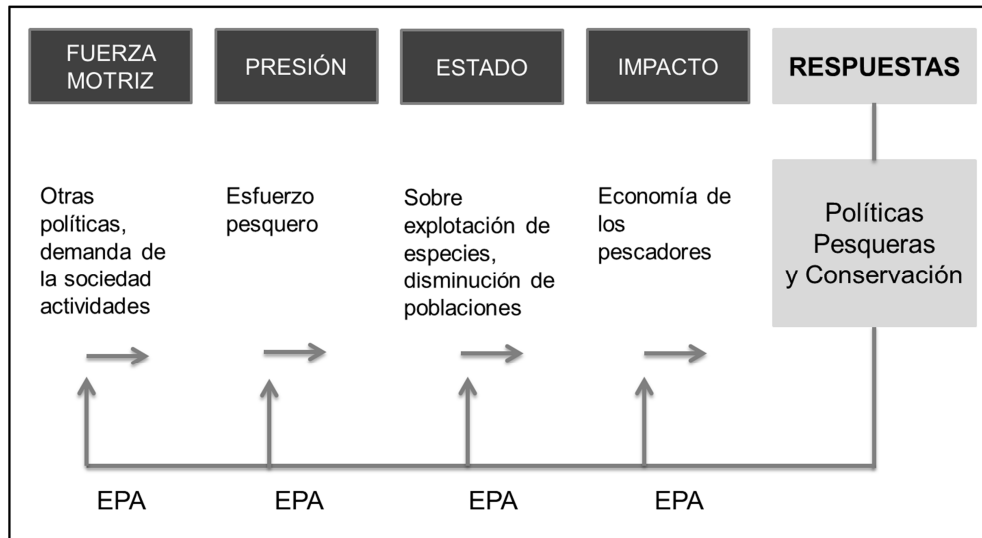 FUERZA
MOTRIZ
PRESIÓN
ESTADO
IMPACTO
RESPUESTAS
Otras
políticas,
demanda de
la sociedad
actividades
Esfuerzo
pesquero
Sobre
explotación de
especies,
disminución de
poblaciones
Economía de
los
pescadores
Políticas
Pesqueras
y Conservación
EPA
EPA
EPA
EPA